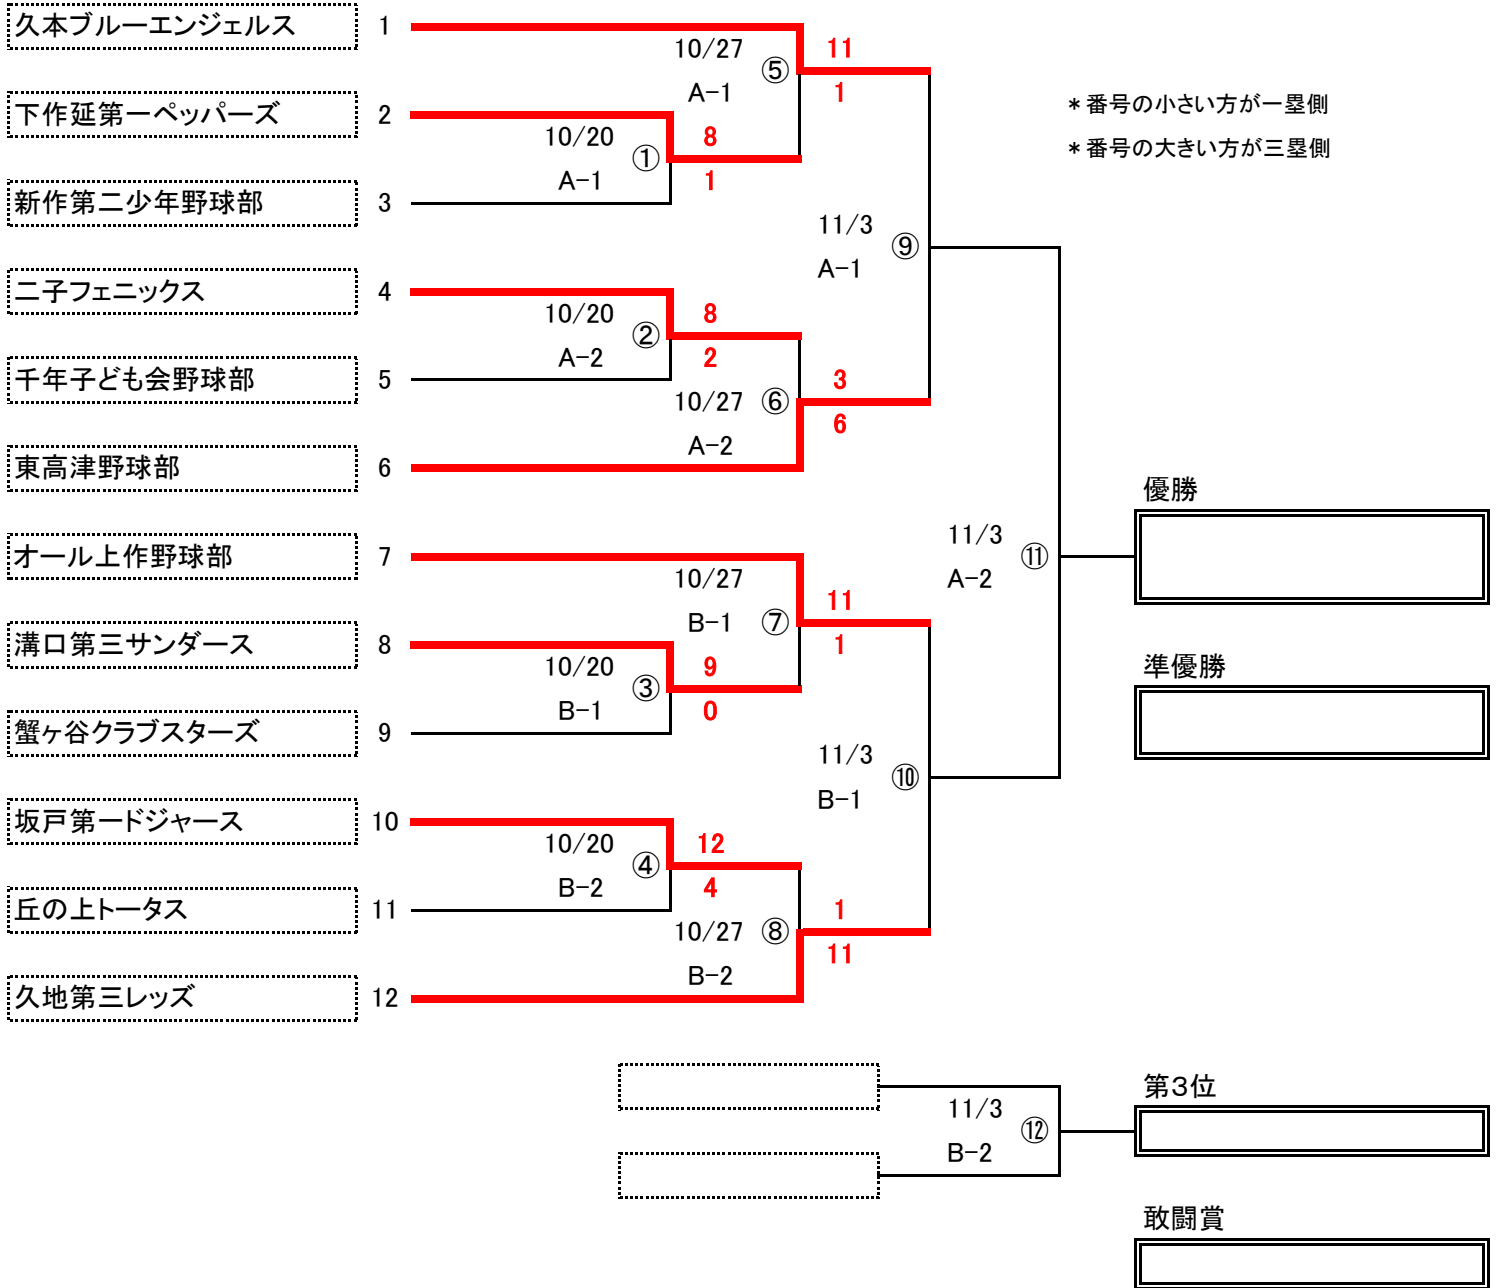 久本ブルーエンジェルス 1
10/27 ⑤ 11
A-1 1
下作延第一ペッパーズ 2
10/20 ① 8
A-1 1
新作第二少年野球部 3
＊番号の小さい方が一塁側
＊番号の大きい方が三塁側
11/3 ⑨
A-1
二子フェニックス 4
10/20 ② 8
A-2 2
千年子ども会野球部 5
10/27 ⑥ 3
A-2 6
東高津野球部 6
優勝
11/3 ⑪
A-2
オール上作野球部 7
10/27 ⑦ 11
B-1 1
溝口第三サンダース 8
10/20 ③ 9
B-1 0
準優勝
蟹ヶ谷クラブスターズ 9
11/3 ⑩
B-1
坂戸第一ドジャース 10
10/20 ④ 12
B-2 4
丘の上トータス 11
10/27 ⑧ 1
B-2 11
久地第三レッズ 12
第3位
11/3 ⑫
B-2
敢闘賞